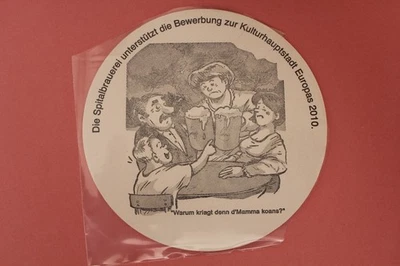 Die Spitalbrauerei unterstützt die Bewerbung zur Kulturhauptstadt Europas 2010.
"Warum kriagt denn d'Mamma koans?"